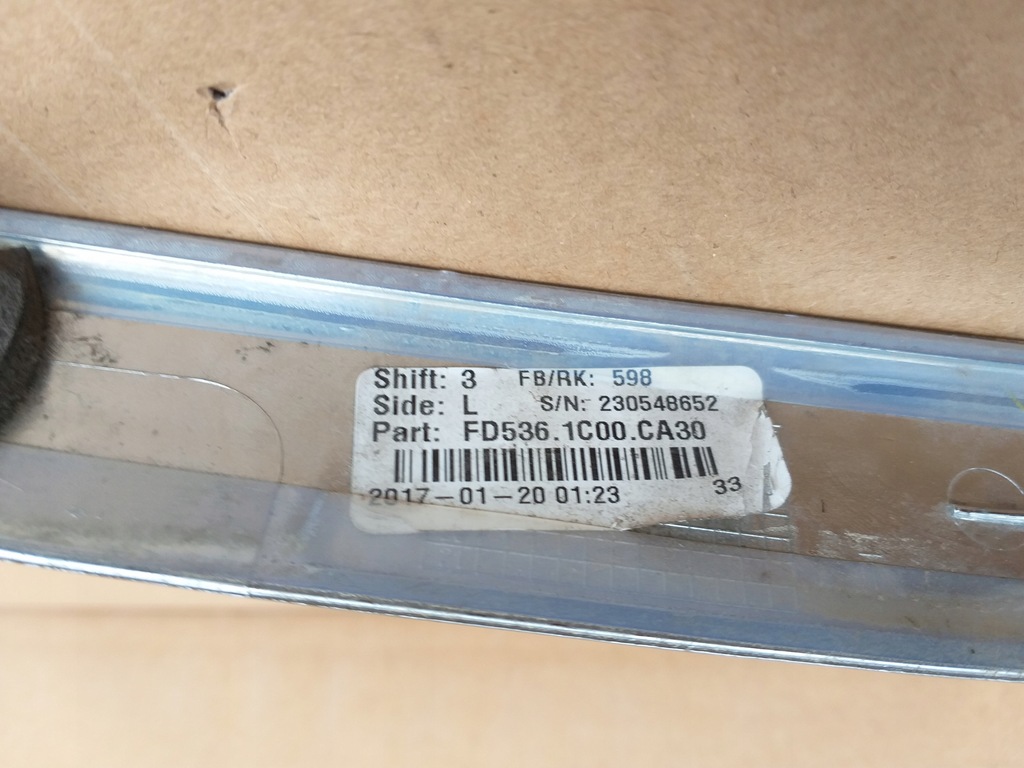 Shift: 3 FB/RK: 598
Side: L S/N: 230548652
Part: FD536.1C00.CA30
2017-01-20 01:23 33